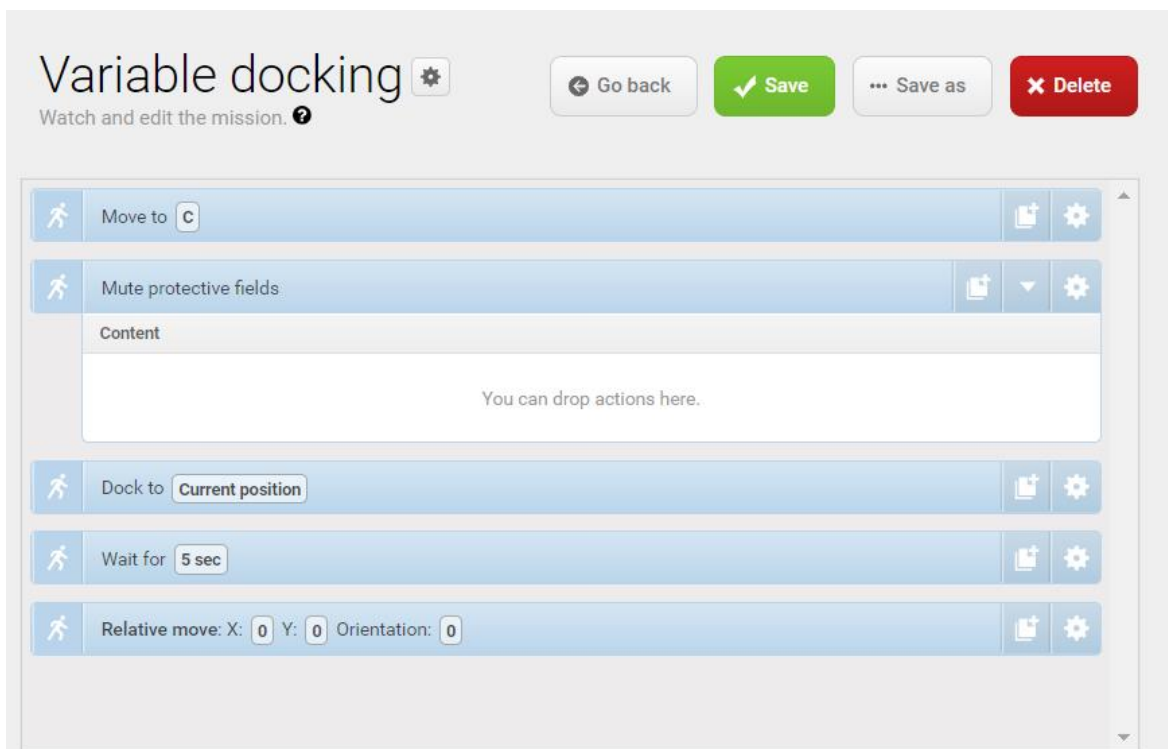 Variable docking
Go back
Save
··· Save as
Delete
Watch and edit the mission.
Move to C
Mute protective fields
Content
You can drop actions here.
Dock to Current position
Wait for 5 sec
Relative move: X: 0 Y: 0 Orientation: 0